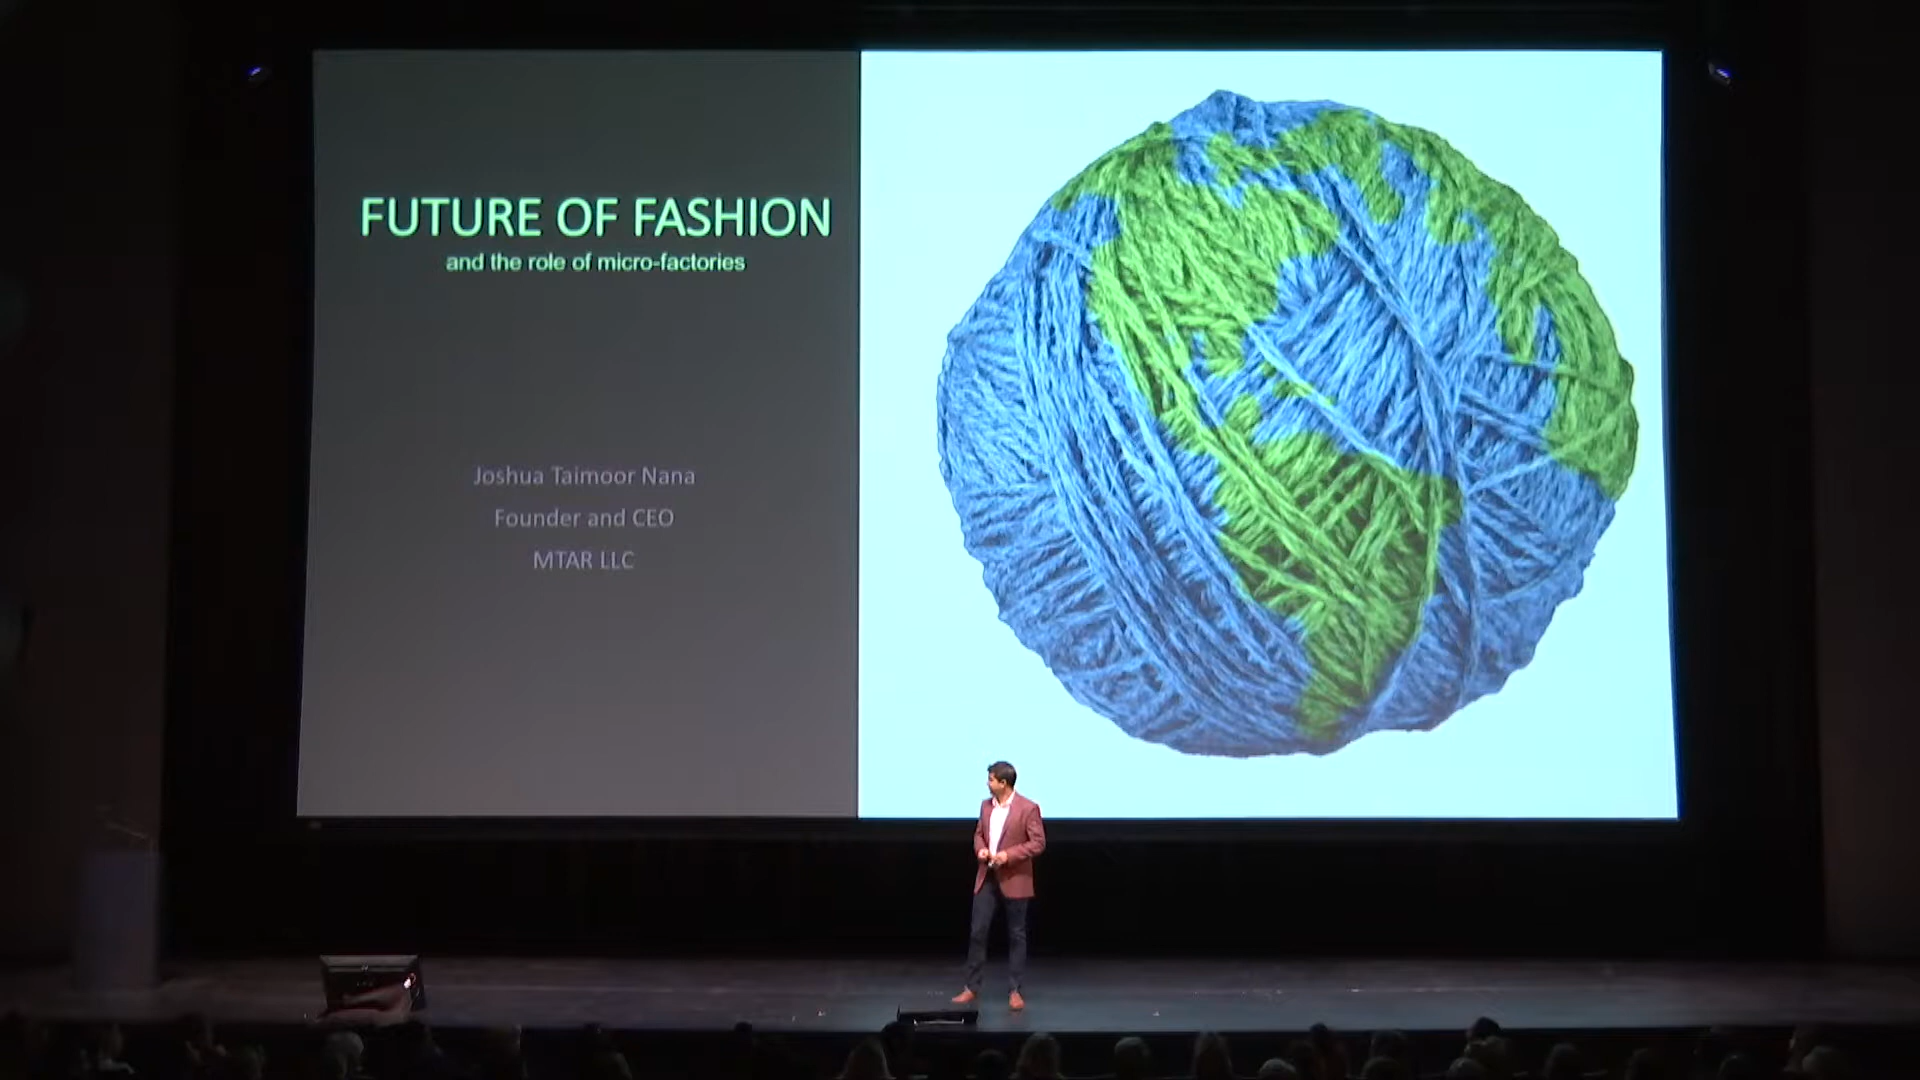 FUTURE OF FASHION
and the role of micro-factories
Joshua Taimoor Nana
Founder and CEO
MTAR LLC